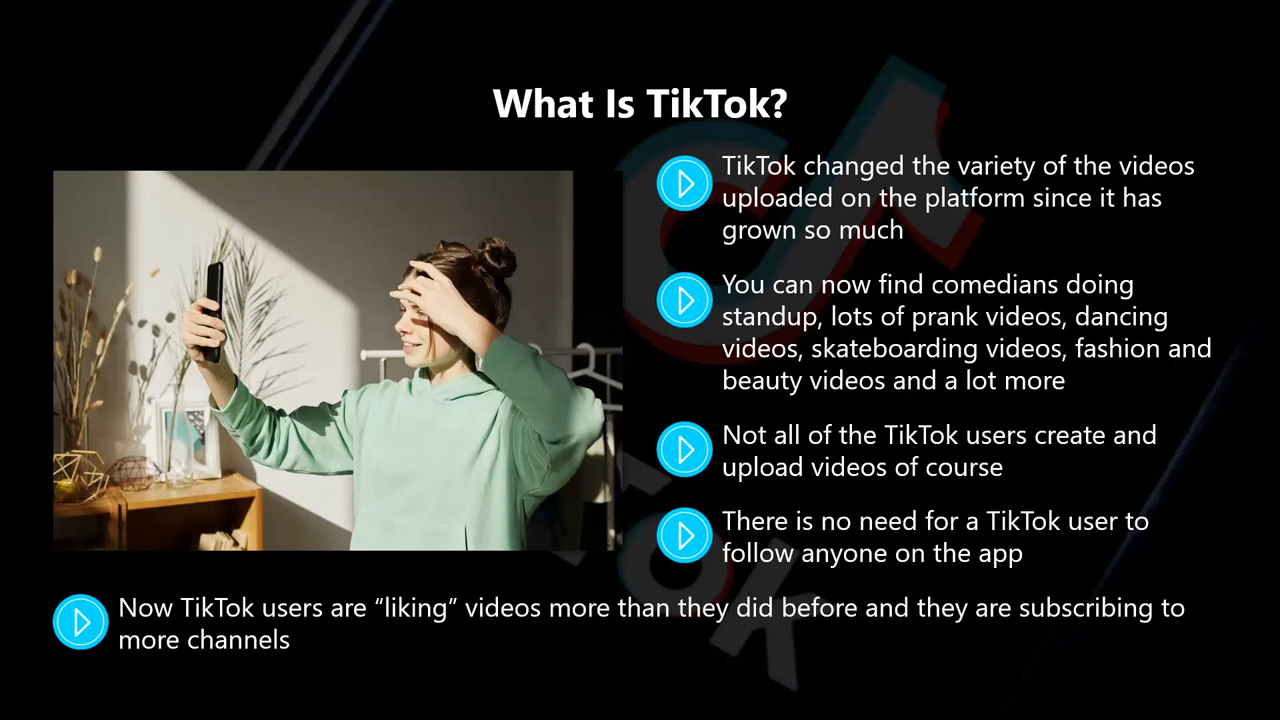 What Is TikTok?
TikTok changed the variety of the videos
uploaded on the platform since it has
grown so much
You can now find comedians doing
standup, lots of prank videos, dancing
videos, skateboarding videos, fashion and
beauty videos and a lot more
Not all of the TikTok users create and
upload videos of course
There is no need for a TikTok user to
follow anyone on the app
Now TikTok users are “liking” videos more than they did before and they are subscribing to
more channels